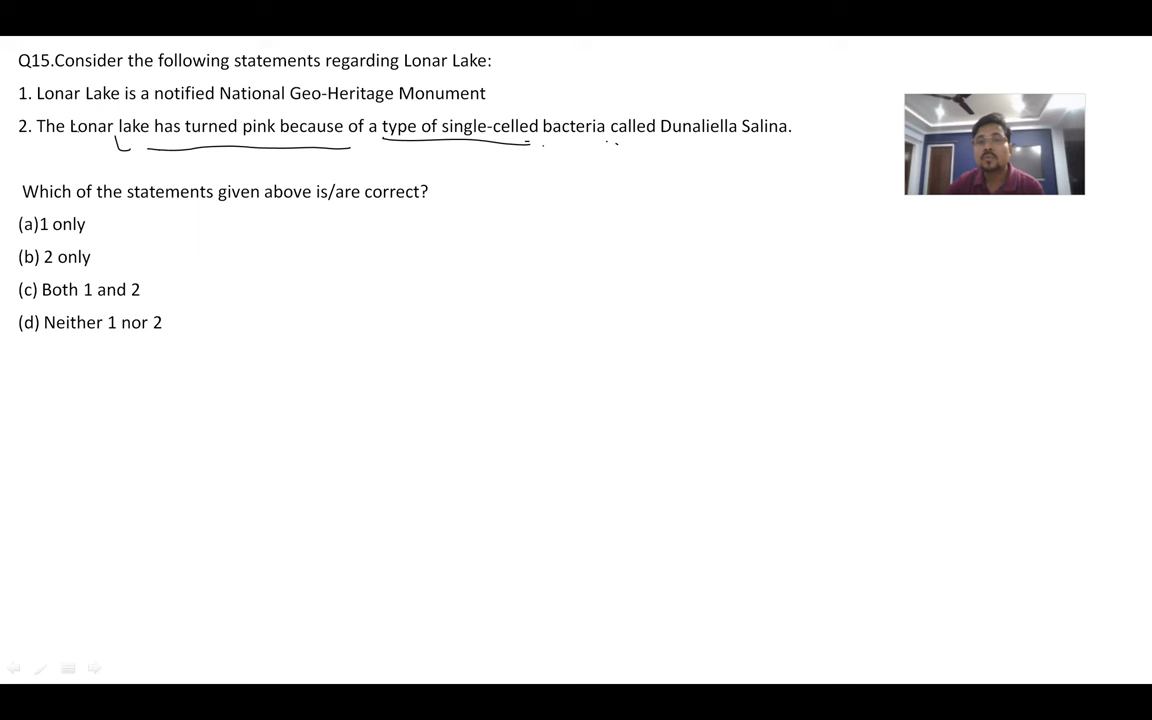 Q15.Consider the following statements regarding Lonar Lake:
1. Lonar Lake is a notified National Geo-Heritage Monument
2. The Lonar lake has turned pink because of a type of single-celled bacteria called Dunaliella Salina.
Which of the statements given above is/are correct?
(a)1 only
(b) 2 only
(c) Both 1 and 2
(d) Neither 1 nor 2